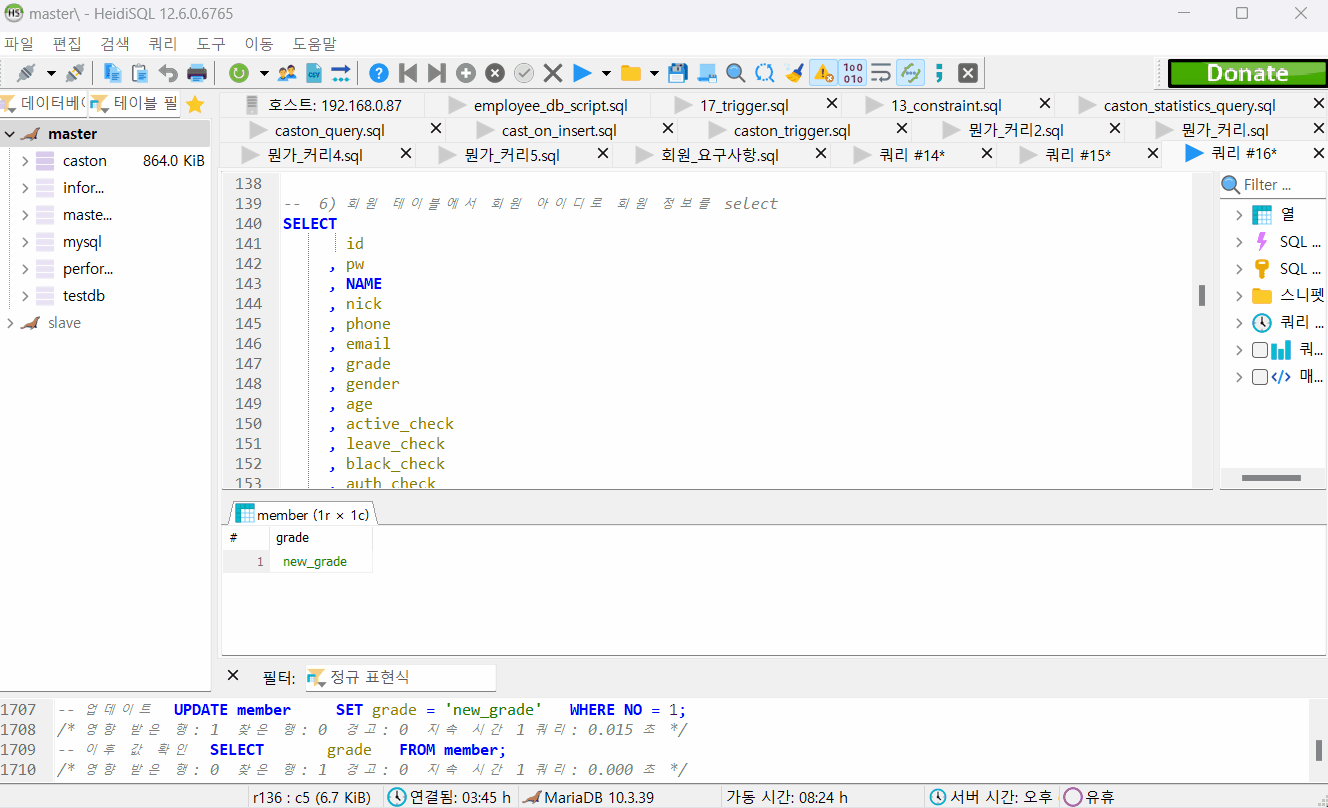 master\ - HeidiSQL 12.6.0.6765
파일 편집 검색 쿼리 도구 이동 도움말
Donate
데이터베( 테이블 필
호스트: 192.168.0.87 employee_db_script.sql 17_trigger.sql 13_constraint.sql caston_statistics_query.sql
caston_query.sql cast_on_insert.sql caston_trigger.sql 뭔가_커리2.sql 뭔가_커리.sql
뭔가_커리4.sql 뭔가_커리5.sql 회원_요구사항.sql 쿼리 #14* 쿼리 #15* 쿼리 #16*
master
caston 864.0 KiB
infor...
maste...
mysql
perfor...
testdb
slave
138
139 -- 6) 회원 테이블에서 회원 아이디로 회원 정보를 select
140 SELECT
141 id
142 , pw
143 , NAME
144 , nick
145 , phone
146 , email
147 , grade
148 , gender
149 , age
150 , active_check
151 , leave_check
152 , black_check
153 , auth_check
Filter ...
열
SQL ...
SQL ...
스니펫
쿼리 ...
쿼...
매...
member (1r × 1c)
# grade
1 new_grade
필터: 정규 표현식
1707 -- 업데이트 UPDATE member SET grade = 'new_grade' WHERE NO = 1;
1708 /* 영향 받은 행: 1 찾은 행: 0 경고: 0 지속 시간 1 쿼리: 0.015 초 */
1709 -- 이후 값 확인 SELECT grade FROM member;
1710 /* 영향 받은 행: 0 찾은 행: 1 경고: 0 지속 시간 1 쿼리: 0.000 초 */
r136 : c5 (6.7 KiB) 연결됨: 03:45 h MariaDB 10.3.39 가동 시간: 08:24 h 서버 시간: 오후 유휴